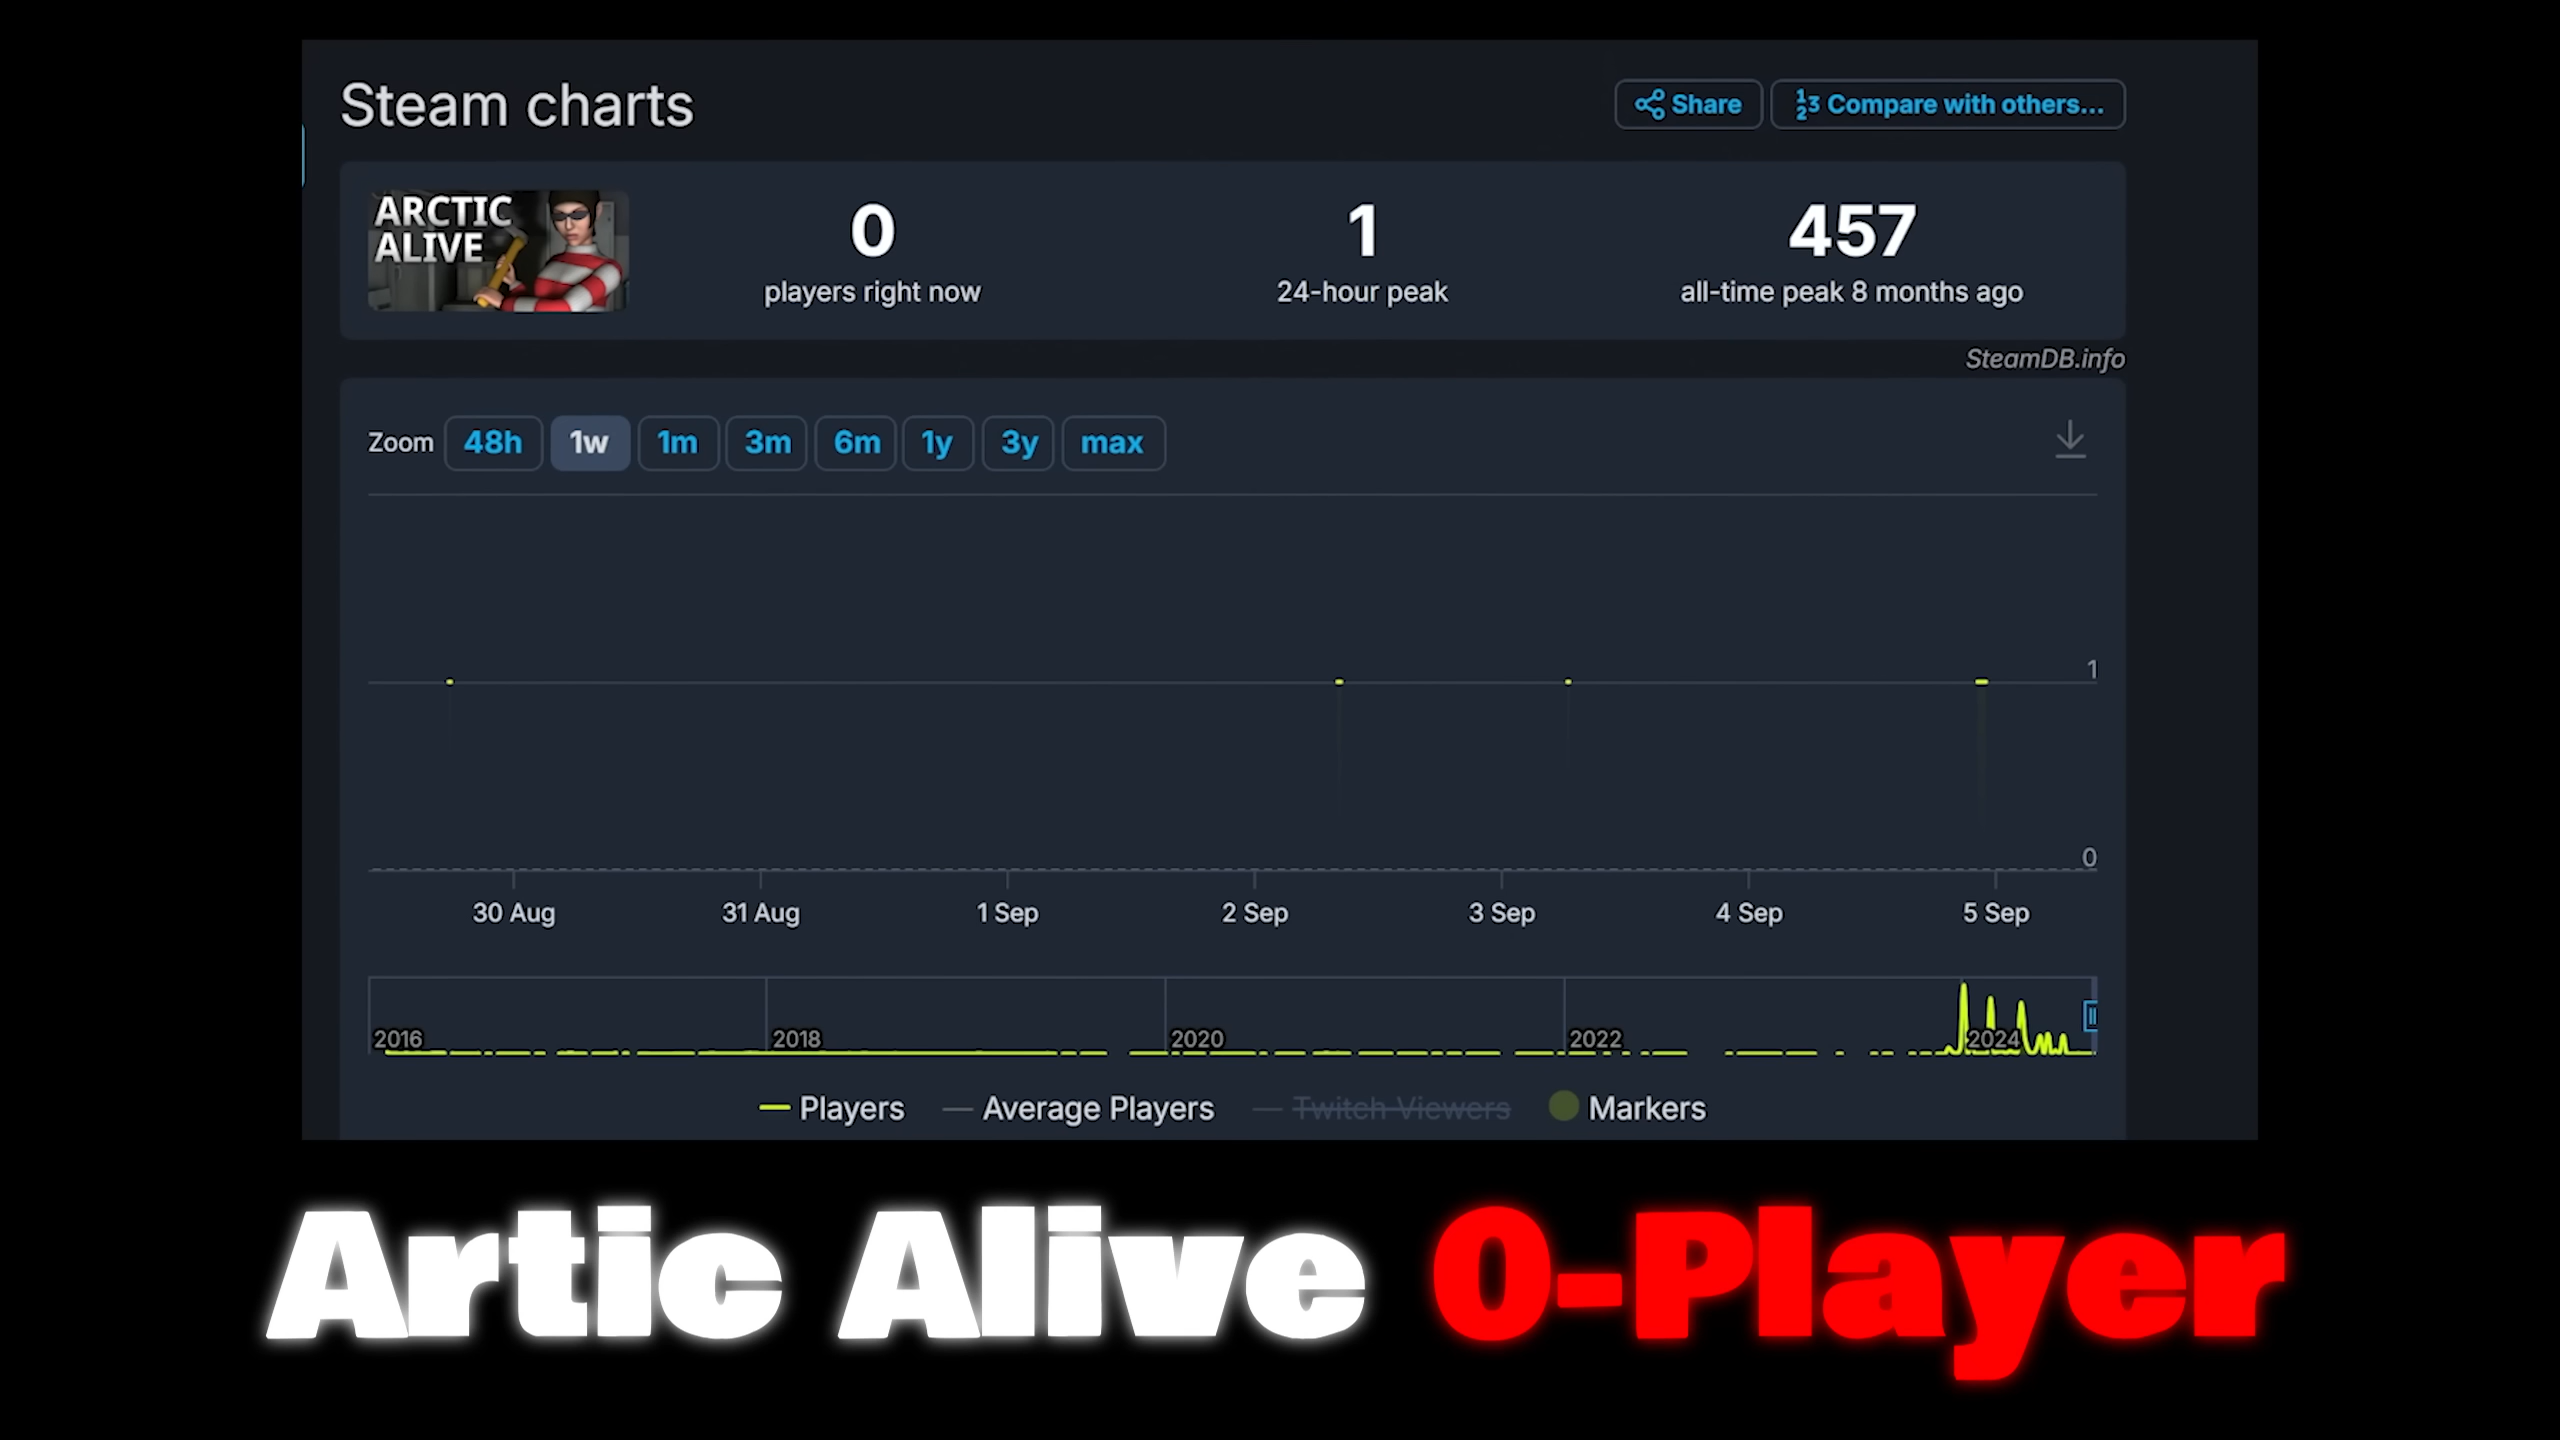 Steam charts
Share
Compare with others...
ARCTIC
ALIVE
0
players right now
1
24-hour peak
457
all-time peak 8 months ago
SteamDB.info
Zoom 48h 1w 1m 3m 6m 1y 3y max
1
0
30 Aug 31 Aug 1 Sep 2 Sep 3 Sep 4 Sep 5 Sep
2016 2018 2020 2022 2024
Players Average Players Twitch Viewers Markers
Artic Alive 0-Player